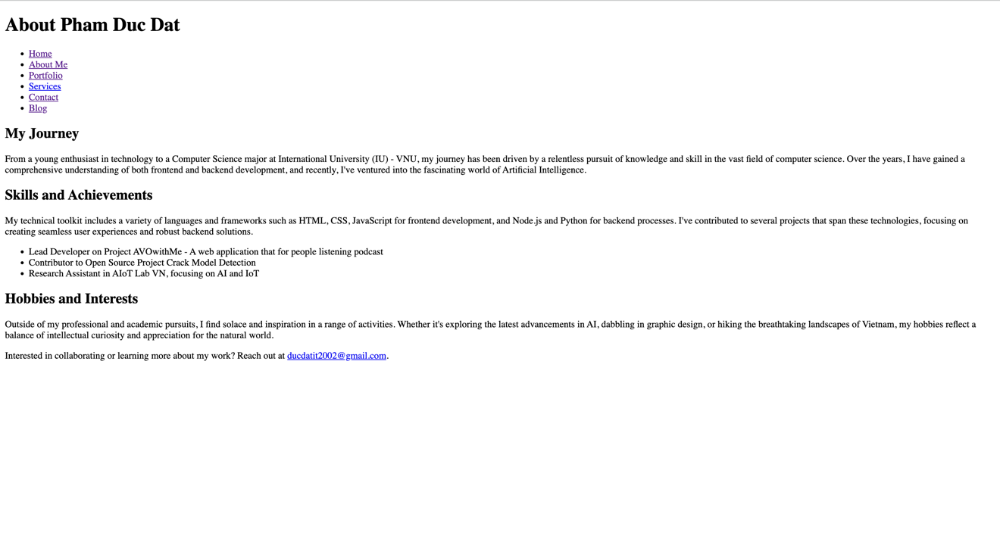 About Pham Duc Dat
Home
About Me
Portfolio
Services
Contact
Blog
My Journey
From a young enthusiast in technology to a Computer Science major at International University (IU) - VNU, my journey has been driven by a relentless pursuit of knowledge and skill in the vast field of computer science. Over the years, I have gained a
comprehensive understanding of both frontend and backend development, and recently, I've ventured into the fascinating world of Artificial Intelligence.
Skills and Achievements
My technical toolkit includes a variety of languages and frameworks such as HTML, CSS, JavaScript for frontend development, and Node.js and Python for backend processes. I've contributed to several projects that span these technologies, focusing on
creating seamless user experiences and robust backend solutions.
Lead Developer on Project AVOwithMe - A web application that for people listening podcast
Contributor to Open Source Project Crack Model Detection
Research Assistant in AIoT Lab VN, focusing on AI and IoT
Hobbies and Interests
Outside of my professional and academic pursuits, I find solace and inspiration in a range of activities. Whether it's exploring the latest advancements in AI, dabbling in graphic design, or hiking the breathtaking landscapes of Vietnam, my hobbies reflect a
balance of intellectual curiosity and appreciation for the natural world.
Interested in collaborating or learning more about my work? Reach out at ducdatit2002@gmail.com.